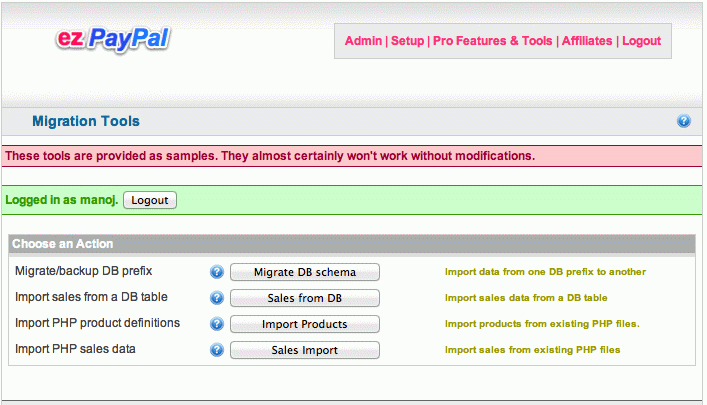 ez PayPal
Admin | Setup | Pro Features & Tools | Affiliates | Logout
Migration Tools ?
These tools are provided as samples. They almost certainly won't work without modifications.
Logged in as manoj. Logout
Choose an Action
Migrate/backup DB prefix ? Migrate DB schema Import data from one DB prefix to another
Import sales from a DB table ? Sales from DB Import sales data from a DB table
Import PHP product definitions ? Import Products Import products from existing PHP files.
Import PHP sales data ? Sales Import Import sales from existing PHP files